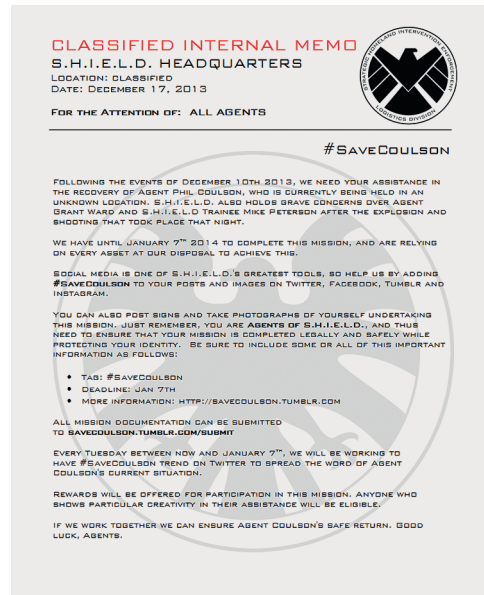 CLASSIFIED INTERNAL MEMO
S.H.I.E.L.D. HEADQUARTERS
LOCATION: CLASSIFIED
DATE: DECEMBER 17, 2013
FOR THE ATTENTION OF: ALL AGENTS
STRATEGIC HOMELAND INTERVENTION ENFORCEMENT
LOGISTICS DIVISION
#SAVECOULSON
FOLLOWING THE EVENTS OF DECEMBER 10TH 2013, WE NEED YOUR ASSISTANCE IN
THE RECOVERY OF AGENT PHIL COULSON, WHO IS CURRENTLY BEING HELD IN AN
UNKNOWN LOCATION. S.H.I.E.L.D. ALSO HOLDS GRAVE CONCERNS OVER AGENT
GRANT WARD AND S.H.I.E.L.D TRAINEE MIKE PETERSON AFTER THE EXPLOSION AND
SHOOTING THAT TOOK PLACE THAT NIGHT.
WE HAVE UNTIL JANUARY 7TH 2014 TO COMPLETE THIS MISSION, AND ARE RELYING
ON EVERY ASSET AT OUR DISPOSAL TO ACHIEVE THIS.
SOCIAL MEDIA IS ONE OF S.H.I.E.L.D.'S GREATEST TOOLS, SO HELP US BY ADDING
#SAVECOULSON TO YOUR POSTS AND IMAGES ON TWITTER, FACEBOOK, TUMBLR AND
INSTAGRAM.
YOU CAN ALSO POST SIGNS AND TAKE PHOTOGRAPHS OF YOURSELF UNDERTAKING
THIS MISSION. JUST REMEMBER, YOU ARE AGENTS OF S.H.I.E.L.D., AND THUS
NEED TO ENSURE THAT YOUR MISSION IS COMPLETED LEGALLY AND SAFELY WHILE
PROTECTING YOUR IDENTITY. BE SURE TO INCLUDE SOME OR ALL OF THIS IMPORTANT
INFORMATION AS FOLLOWS:
• TAG: #SAVECOULSON
• DEADLINE: JAN 7TH
• MORE INFORMATION: HTTP://SAVECOULSON.TUMBLR.COM
ALL MISSION DOCUMENTATION CAN BE SUBMITTED
TO SAVECOULSON.TUMBLR.COM/SUBMIT
EVERY TUESDAY BETWEEN NOW AND JANUARY 7TH, WE WILL BE WORKING TO
HAVE #SAVECOULSON TREND ON TWITTER TO SPREAD THE WORD OF AGENT
COULSON'S CURRENT SITUATION.
REWARDS WILL BE OFFERED FOR PARTICIPATION IN THIS MISSION. ANYONE WHO
SHOWS PARTICULAR CREATIVITY IN THEIR ASSISTANCE WILL BE ELIGIBLE.
IF WE WORK TOGETHER WE CAN ENSURE AGENT COULSON'S SAFE RETURN. GOOD
LUCK, AGENTS.